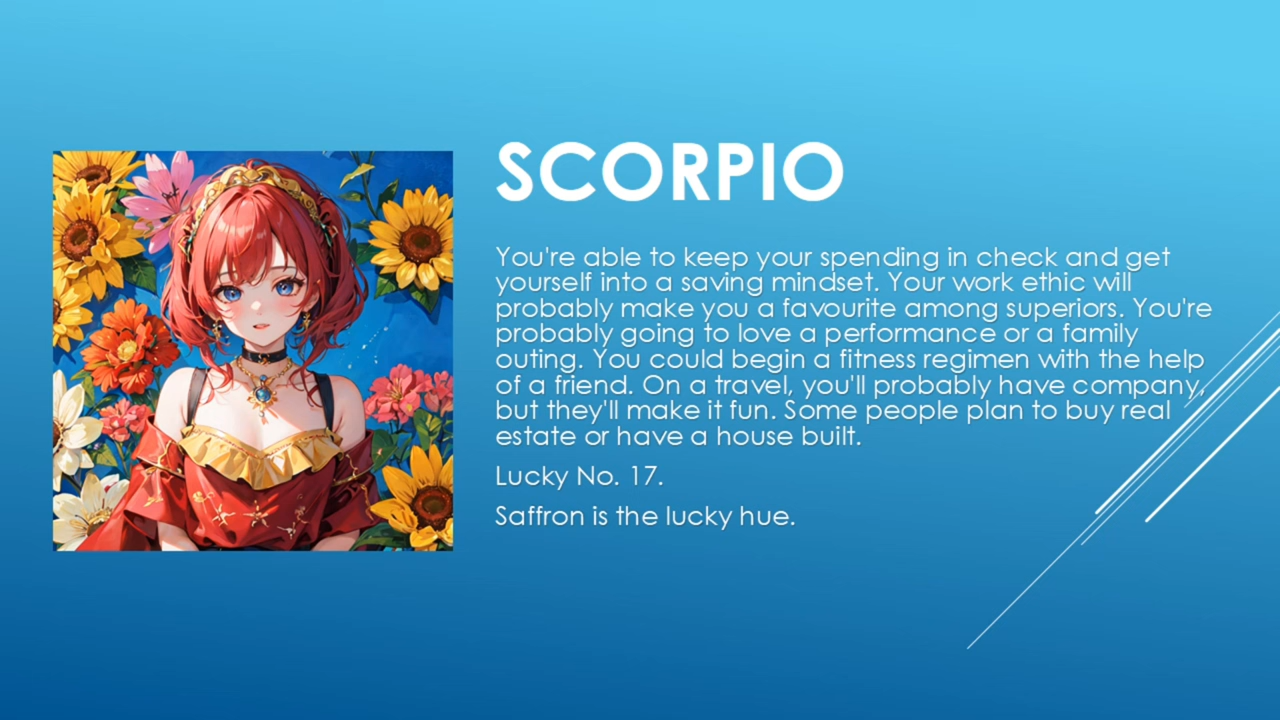 SCORPIO
You're able to keep your spending in check and get
yourself into a saving mindset. Your work ethic will
probably make you a favourite among superiors. You're
probably going to love a performance or a family
outing. You could begin a fitness regimen with the help
of a friend. On a travel, you'll probably have company,
but they'll make it fun. Some people plan to buy real
estate or have a house built.
Lucky No. 17.
Saffron is the lucky hue.